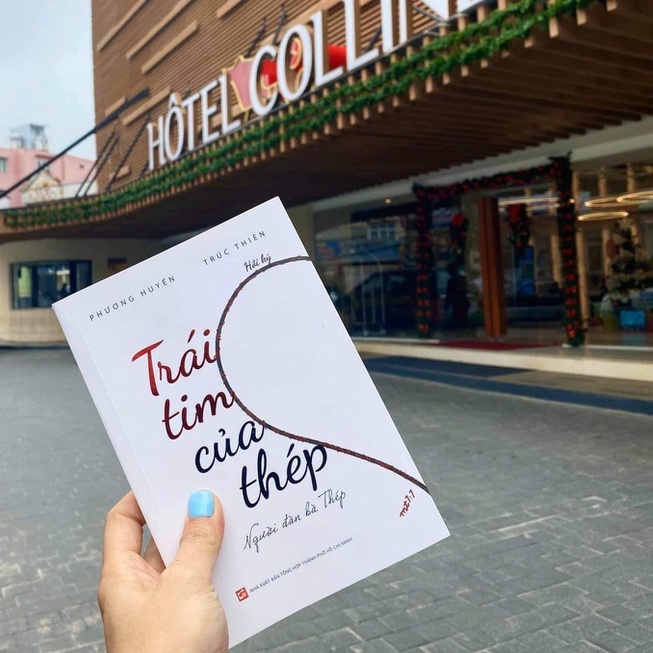 HÔTEL COLLINE
PHƯƠNG HUYỀN
TRÚC THIÊN
Hồi ký
Trái
tim
của
thép
Người đàn bà Thép
NHÀ XUẤT BẢN TỔNG HỢP THÀNH PHỐ HỒ CHÍ MINH